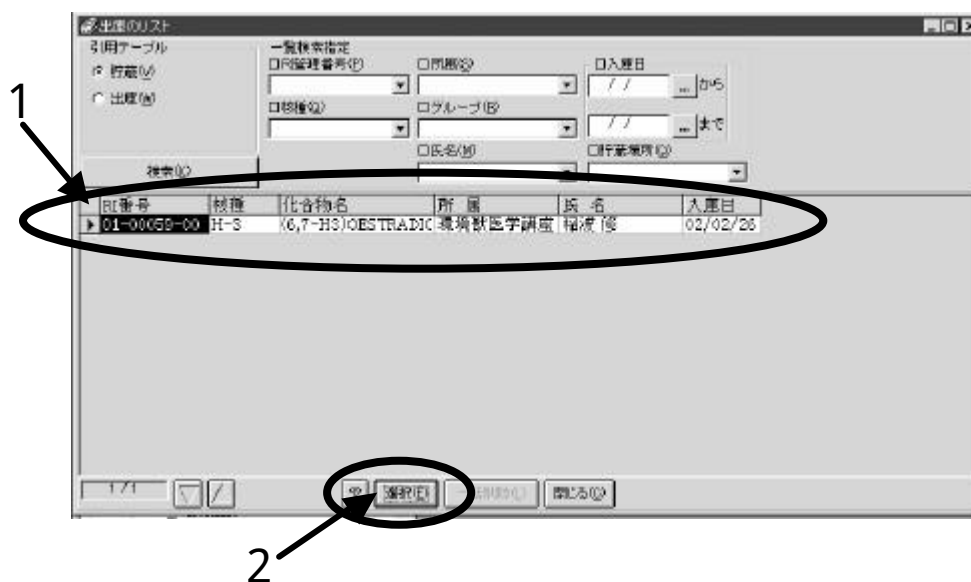 出庫のリスト
引用テーブル 一覧検索指定
貯蔵(V) 出庫(W)
RI管理番号(P) 所属(S) 入庫日
/ / ... から
核種(Q) グループ(R)
/ / ... まで
氏名(M) 貯蔵場所(O)
検索(K)
1
RI番号 核種 化合物名 所 属 氏 名 入庫日
01-00059-00 H-3 (6,7-H3)OESTRADIC 環境獣医学講座 02/02/26
1/1 選択(E) 閉じる(C)
2